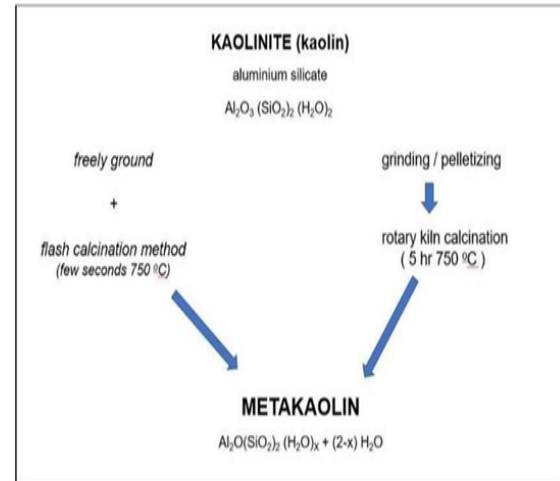 KAOLINITE (kaolin)
aluminium silicate
Al₂O₃ (SiO₂)₂ (H₂O)₂
freely ground
+
flash calcination method
(few seconds 750 ºC)
grinding / pelletizing
rotary kiln calcination
( 5 hr 750 ºC )
METAKAOLIN
Al₂O(SiO₂)₂ (H₂O)ₓ + (2-x) H₂O